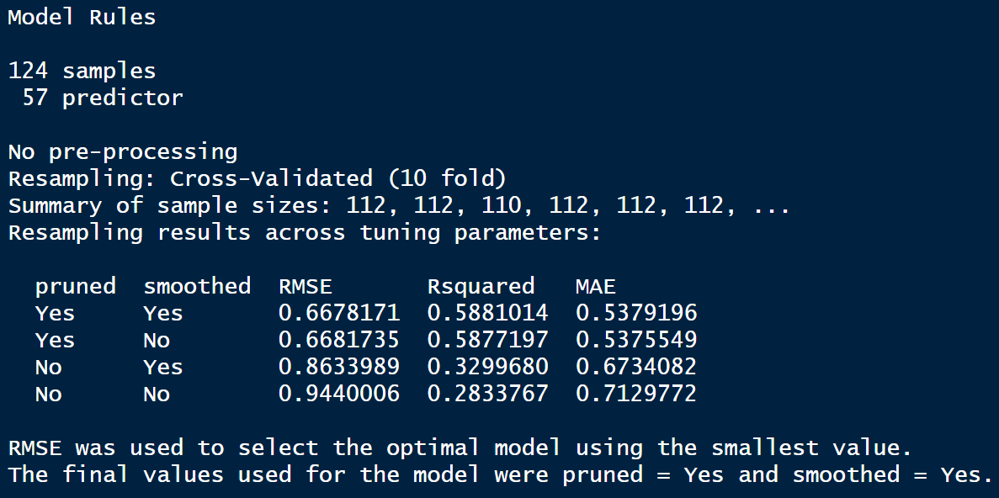 Model Rules
124 samples
 57 predictor
No pre-processing
Resampling: Cross-Validated (10 fold)
Summary of sample sizes: 112, 112, 110, 112, 112, 112, ...
Resampling results across tuning parameters:
  pruned  smoothed  RMSE       Rsquared   MAE
  Yes     Yes       0.6678171  0.5881014  0.5379196
  Yes     No        0.6681735  0.5877197  0.5375549
  No      Yes       0.8633989  0.3299680  0.6734082
  No      No        0.9440006  0.2833767  0.7129772
RMSE was used to select the optimal model using the smallest value.
The final values used for the model were pruned = Yes and smoothed = Yes.